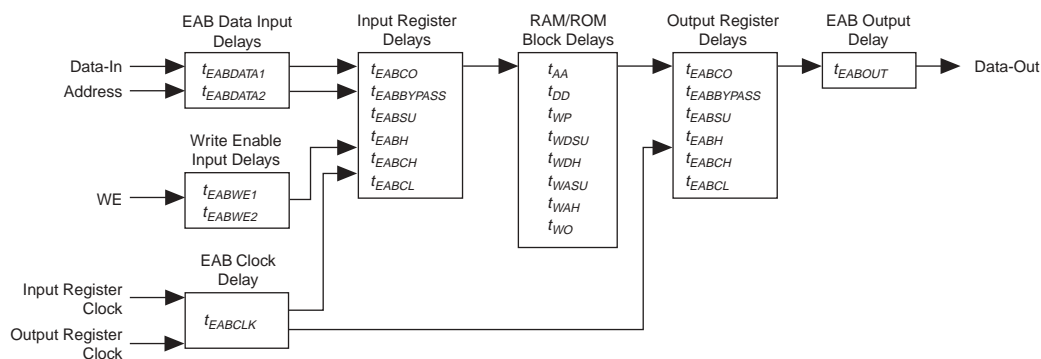 EAB Data Input
Delays
Data-In
Address
tEABDATA1
tEABDATA2
Write Enable
Input Delays
WE
tEABWE1
tEABWE2
EAB Clock
Delay
Input Register
Clock
Output Register
Clock
tEABCLK
Input Register
Delays
tEABCO
tEABBYPASS
tEABSU
tEABH
tEABCH
tEABCL
RAM/ROM
Block Delays
tAA
tDD
tWP
tWDSU
tWDH
tWASU
tWAH
tWO
Output Register
Delays
tEABCO
tEABBYPASS
tEABSU
tEABH
tEABCH
tEABCL
EAB Output
Delay
tEABOUT
Data-Out